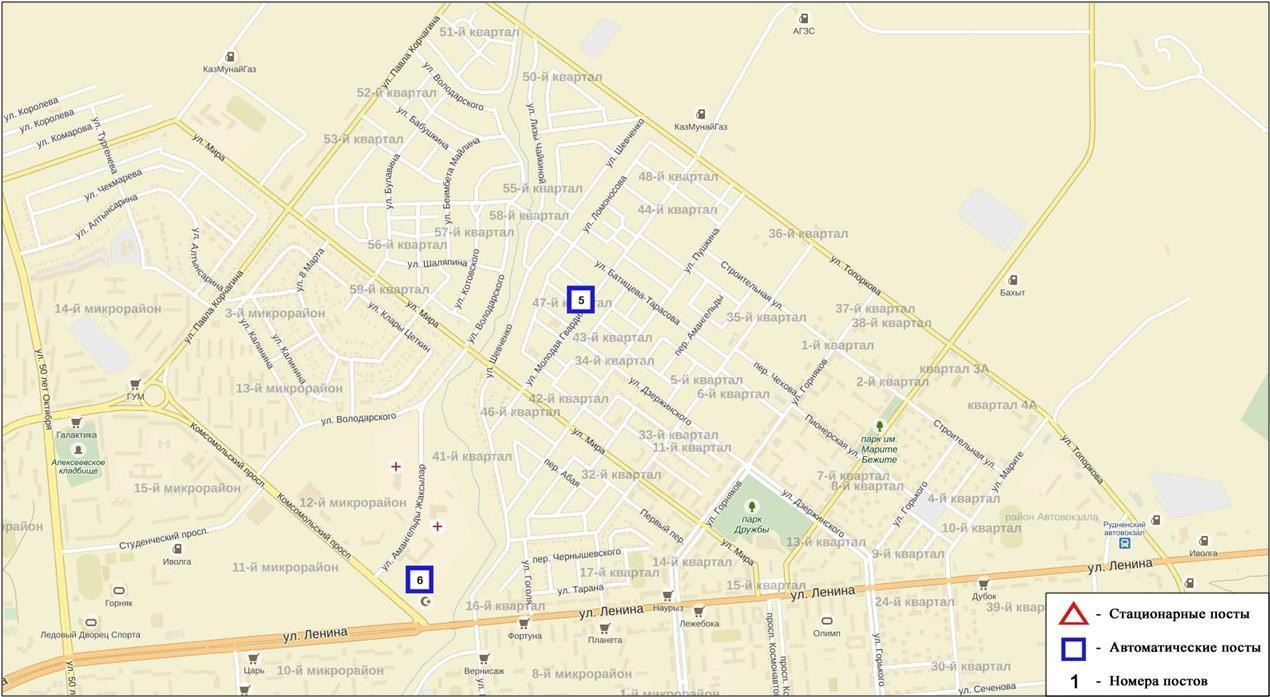 51-й квартал
АГЗС
ул. Павла Корчагина
КазМунайГаз
50-й квартал
ул. Володарского
52-й квартал
ул. Королева
ул. Королева
ул. Комарова
ул. Тургенева
ул. Мира
53-й квартал
ул. Бабушкина
ул. Лизы Чайкиной
ул. Шевченко
КазМунайГаз
ул. Чекмарева
ул. Алтынсарина
ул. Булавина
ул. Беимбета Майлина
55-й квартал
48-й квартал
ул. Ломоносова
44-й квартал
58-й квартал
57-й квартал
56-й квартал
36-й квартал
ул. Алтынсарина
ул. 8 Марта
ул. Шаляпина
ул. Котовского
ул. Пушкина
ул. Батищева-Тарасова
Строительная ул.
ул. Топоркова
59-й квартал
ул. Павла Корчагина
14-й микрорайон
3-й микрорайон
ул. Мира
ул. Володарского
47-й квартал
5
Бахыт
37-й квартал
38-й квартал
35-й квартал
ул. Клары Цеткин
ул. Калинина
ул. Калинина
ул. Шевченко
ул. Молодая Гвардия
43-й квартал
пер. Амангельды
1-й квартал
34-й квартал
ул. 50 лет Октября
13-й микрорайон
ГУМ
5-й квартал
6-й квартал
пер. Чехова
ул. Горняков
2-й квартал
квартал 3А
квартал 4А
ул. Дзержинского
42-й квартал
46-й квартал
ул. Володарского
Галактика
Алексеевское
кладбище
Комсомольский просп.
33-й квартал
11-й квартал
ул. Мира
Пионерская ул.
парк им.
Марите
Бежите
Строительная ул.
ул. Топоркова
41-й квартал
пер. Абая
32-й квартал
7-й квартал
8-й квартал
ул. Марите
15-й микрорайон
12-й микрорайон
Комсомольский просп.
ул. Амангельды Жаксылар
ул. Горняков
парк
Дружбы
ул. Дзержинского
ул. Горького
4-й квартал
10-й квартал
район Автовокзала
Рудненский
автовокзал
Студенческий просп.
Иволга
Первый пер.
ул. Мира
13-й квартал
9-й квартал
Иволга
11-й микрорайон
6
пер. Чернышевского
14-й квартал
17-й квартал
ул. Тарана
ул. Гоголя
15-й квартал
ул. Ленина
Горняк
16-й квартал
ул. Ленина
Наурыз
ул. Ленина
Дубок
24-й квартал
Ледовый Дворец Спорта
ул. Ленина
Фортуна
Планета
Лежебока
Олимп
просп. Космонавтов
ул. Горького
Царь
10-й микрорайон
Вернисаж
8-й микрорайон
30-й квартал
ул. Сеченова
- Стационарные посты
- Автоматические посты
1 - Номера постов